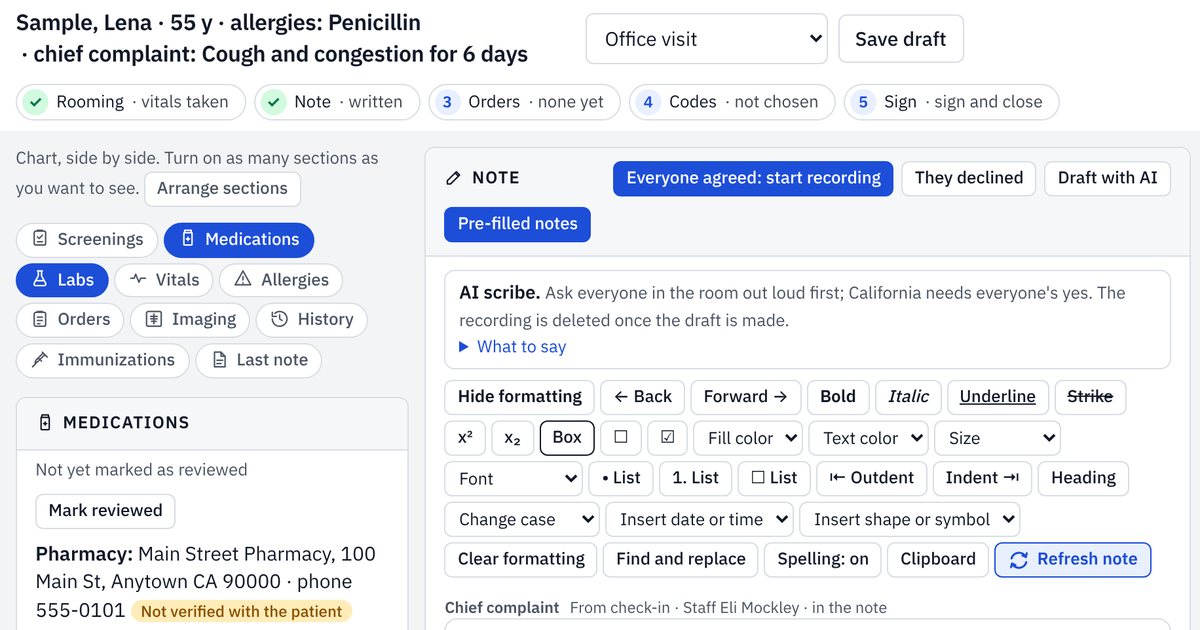 Sample, Lena · 55 y · allergies: Penicillin
· chief complaint: Cough and congestion for 6 days
Office visit
Save draft
Rooming · vitals taken
Note · written
3 Orders · none yet
4 Codes · not chosen
5 Sign · sign and close
Chart, side by side. Turn on as many sections as
you want to see. Arrange sections
Screenings Medications
Labs Vitals Allergies
Orders Imaging History
Immunizations Last note
MEDICATIONS
Not yet marked as reviewed
Mark reviewed
Pharmacy: Main Street Pharmacy, 100
Main St, Anytown CA 90000 · phone
555-0101 Not verified with the patient
NOTE
Everyone agreed: start recording They declined Draft with AI
Pre-filled notes
AI scribe. Ask everyone in the room out loud first; California needs everyone's yes. The
recording is deleted once the draft is made.
▶ What to say
Hide formatting ← Back Forward → Bold Italic Underline Strike
x² x₂ Box ☐ ☑ Fill color Text color Size
Font • List 1. List ☐ List ⇤ Outdent Indent ⇥ Heading
Change case Insert date or time Insert shape or symbol
Clear formatting Find and replace Spelling: on Clipboard Refresh note
Chief complaint From check-in · Staff Eli Mockley · in the note